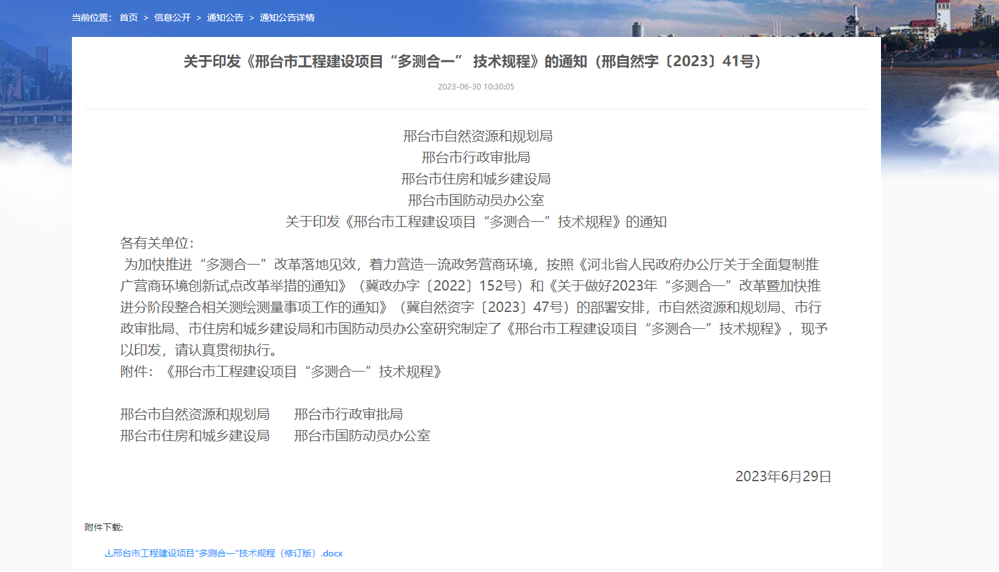 当前位置： 首页 > 信息公开 > 通知公告 > 通知公告详情
关于印发《邢台市工程建设项目“多测合一” 技术规程》的通知（邢自然字〔2023〕41号）
2023-06-30 10:30:05
邢台市自然资源和规划局
邢台市行政审批局
邢台市住房和城乡建设局
邢台市国防动员办公室
关于印发《邢台市工程建设项目“多测合一”技术规程》的通知
各有关单位：
为加快推进“多测合一”改革落地见效，着力营造一流政务营商环境，按照《河北省人民政府办公厅关于全面复制推
广营商环境创新试点改革举措的通知》（冀政办字〔2022〕152号）和《关于做好2023年“多测合一”改革暨加快推
进分阶段整合相关测绘测量事项工作的通知》（冀自然资字〔2023〕47号）的部署安排，市自然资源和规划局、市行
政审批局、市住房和城乡建设局和市国防动员办公室研究制定了《邢台市工程建设项目“多测合一”技术规程》，现予
以印发，请认真贯彻执行。
附件：《邢台市工程建设项目“多测合一”技术规程》
邢台市自然资源和规划局 邢台市行政审批局
邢台市住房和城乡建设局 邢台市国防动员办公室
2023年6月29日
附件下载:
邢台市工程建设项目“多测合一”技术规程（修订版）.docx